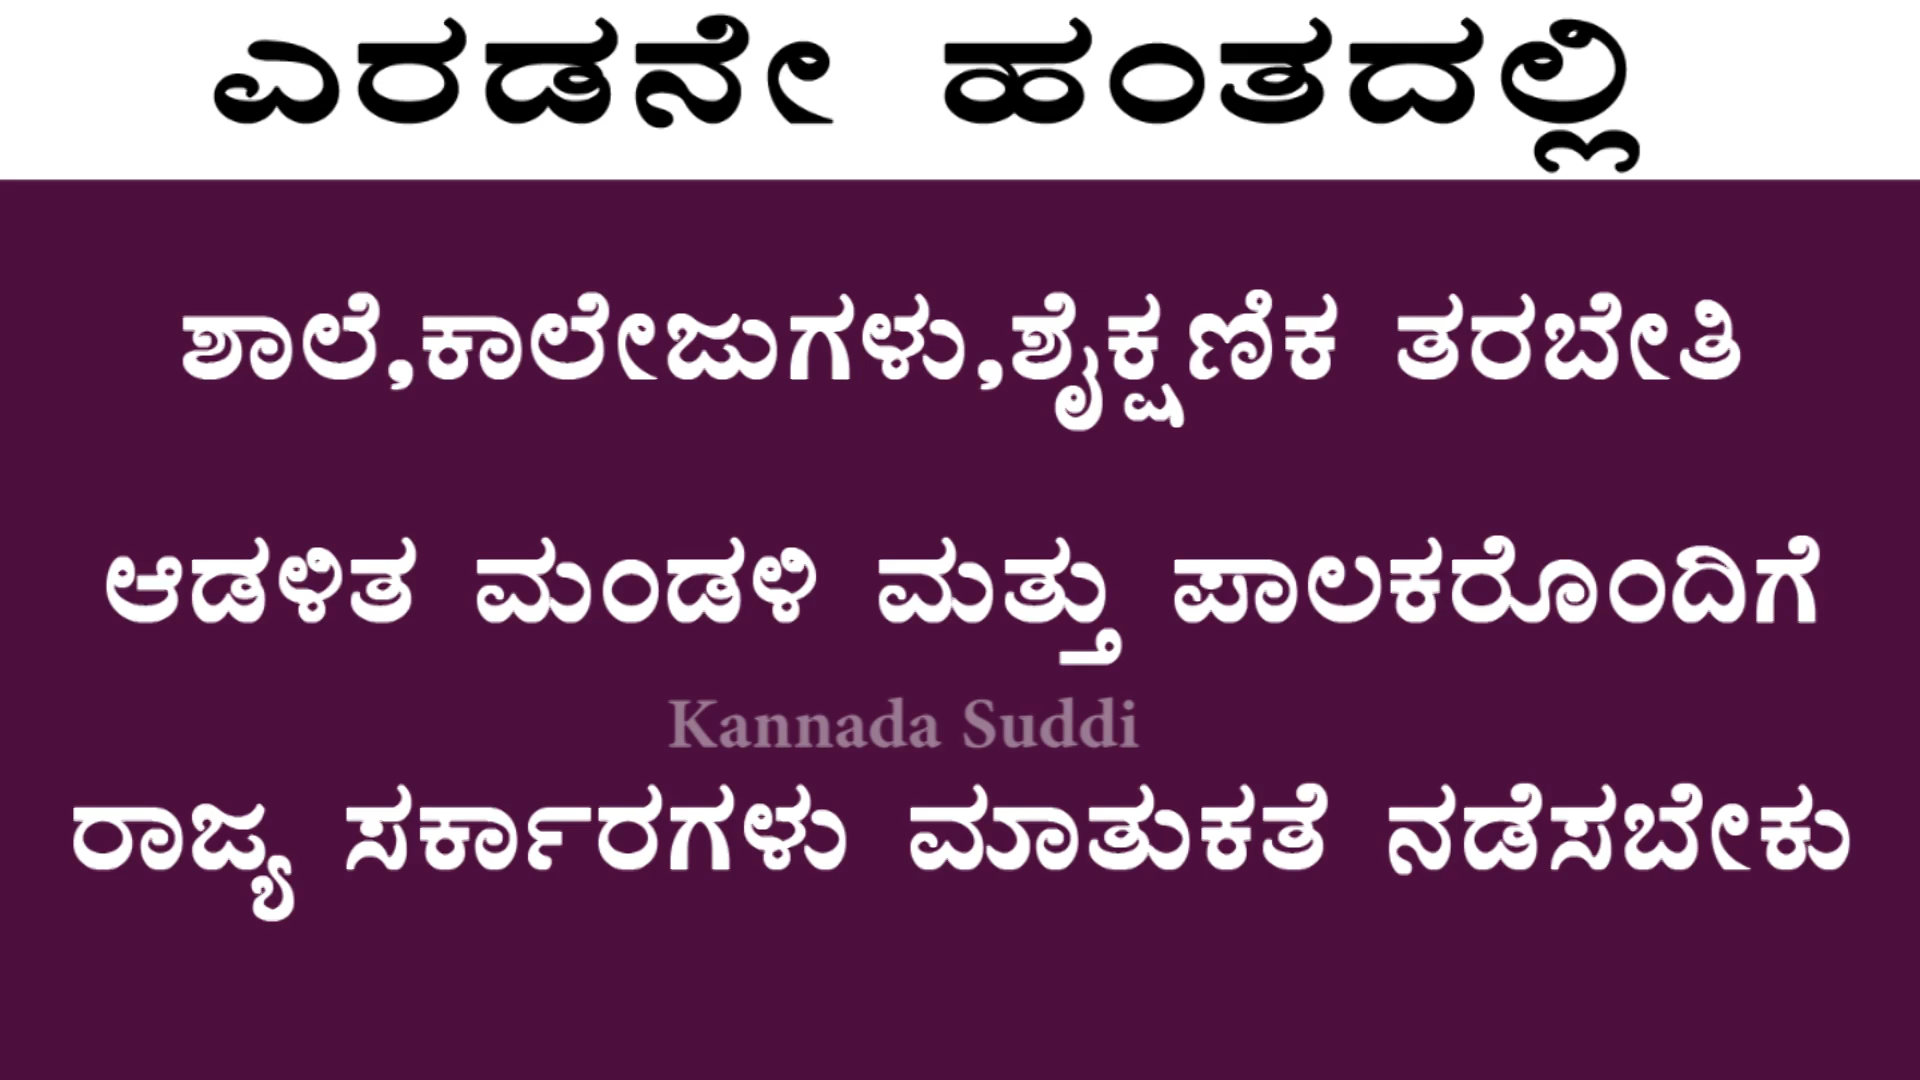 ಎರಡನೇ ಹಂತದಲ್ಲಿ
ಶಾಲೆ,ಕಾಲೇಜುಗಳು,ಶೈಕ್ಷಣಿಕ ತರಬೇತಿ
ಆಡಳಿತ ಮಂಡಳಿ ಮತ್ತು ಪಾಲಕರೊಂದಿಗೆ
Kannada Suddi
ರಾಜ್ಯ ಸರ್ಕಾರಗಳು ಮಾತುಕತೆ ನಡೆಸಬೇಕು